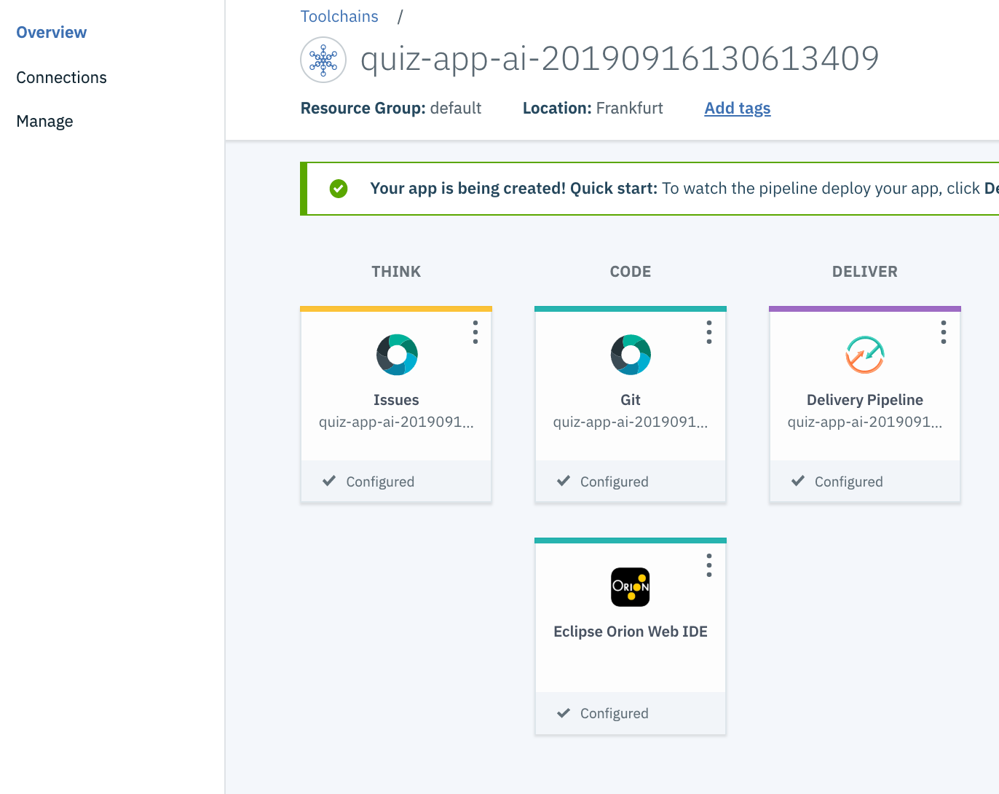 Overview
Connections
Manage
Toolchains /
quiz-app-ai-20190916130613409
Resource Group: default Location: Frankfurt Add tags
Your app is being created! Quick start: To watch the pipeline deploy your app, click De
THINK CODE DELIVER
Issues Git Delivery Pipeline
quiz-app-ai-2019091... quiz-app-ai-2019091... quiz-app-ai-2019091...
Configured Configured Configured
ORION
Eclipse Orion Web IDE
Configured